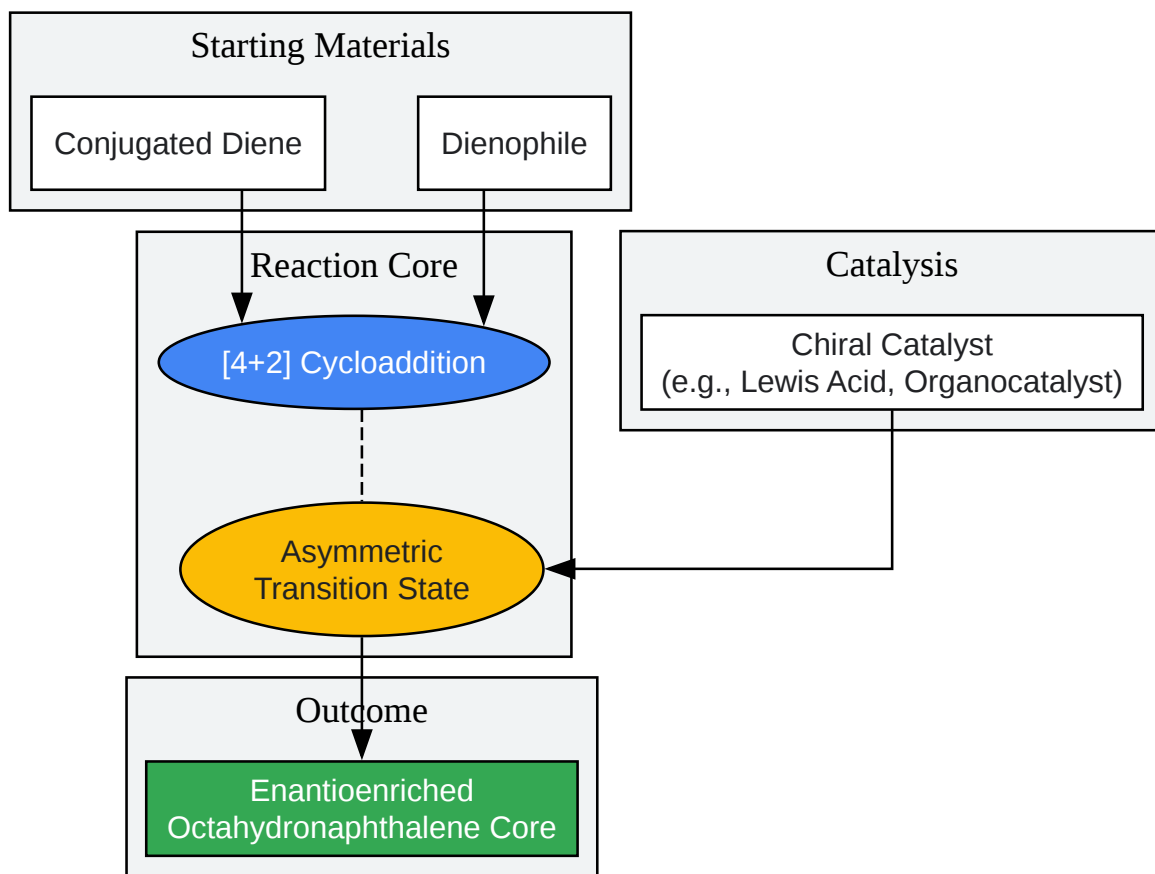 Starting Materials
Conjugated Diene
Dienophile
Reaction Core
Catalysis
[4+2] Cycloaddition
Chiral Catalyst
(e.g., Lewis Acid, Organocatalyst)
Asymmetric
Transition State
Outcome
Enantioenriched
Octahydronaphthalene Core